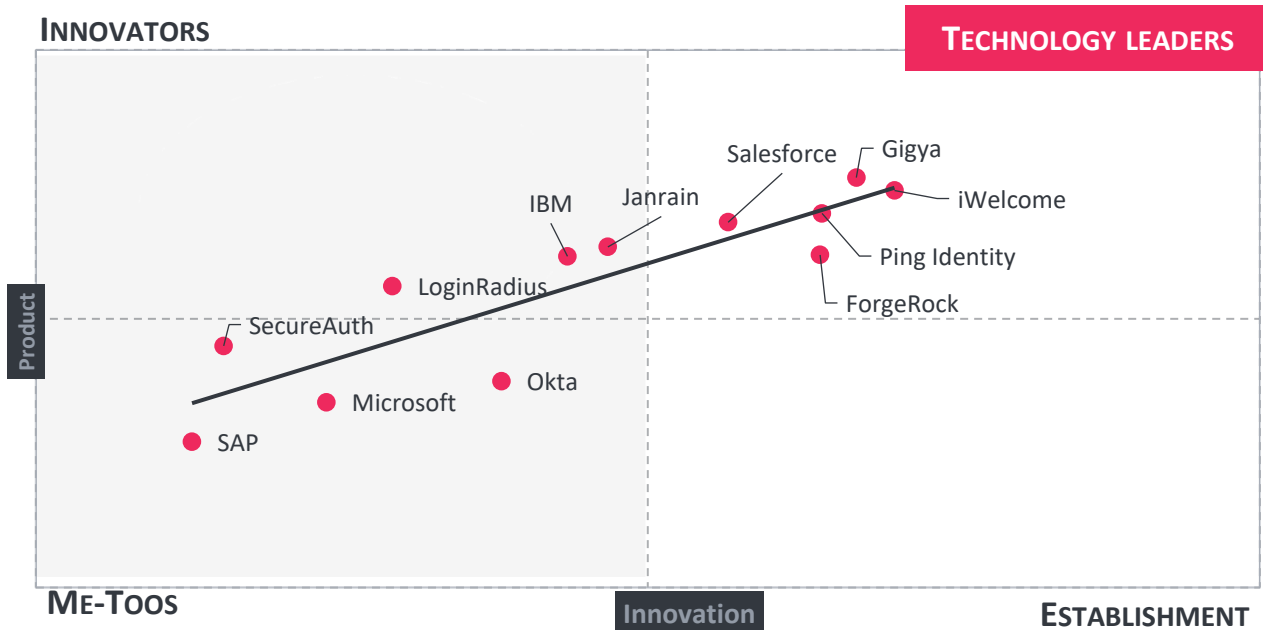 INNOVATORS
TECHNOLOGY LEADERS
Gigya
Salesforce
Janrain
IBM
iWelcome
Ping Identity
LoginRadius
ForgeRock
SecureAuth
Product
Okta
Microsoft
SAP
ME-TOOS
Innovation
ESTABLISHMENT